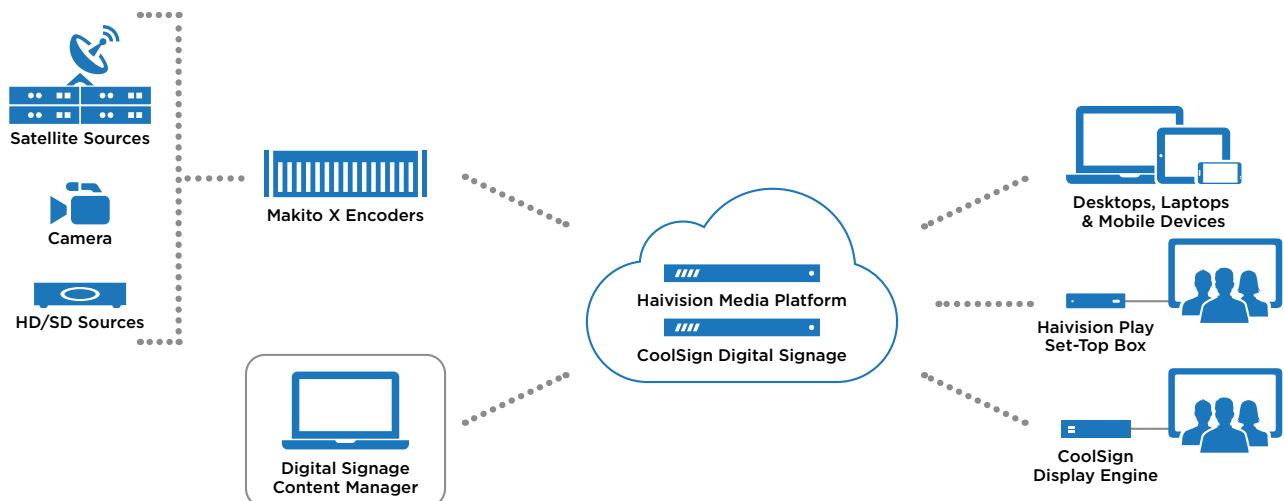 Satellite Sources
Camera
HD/SD Sources
Makito X Encoders
Digital Signage
Content Manager
Haivision Media Platform
CoolSign Digital Signage
Desktops, Laptops
& Mobile Devices
Haivision Play
Set-Top Box
CoolSign
Display Engine